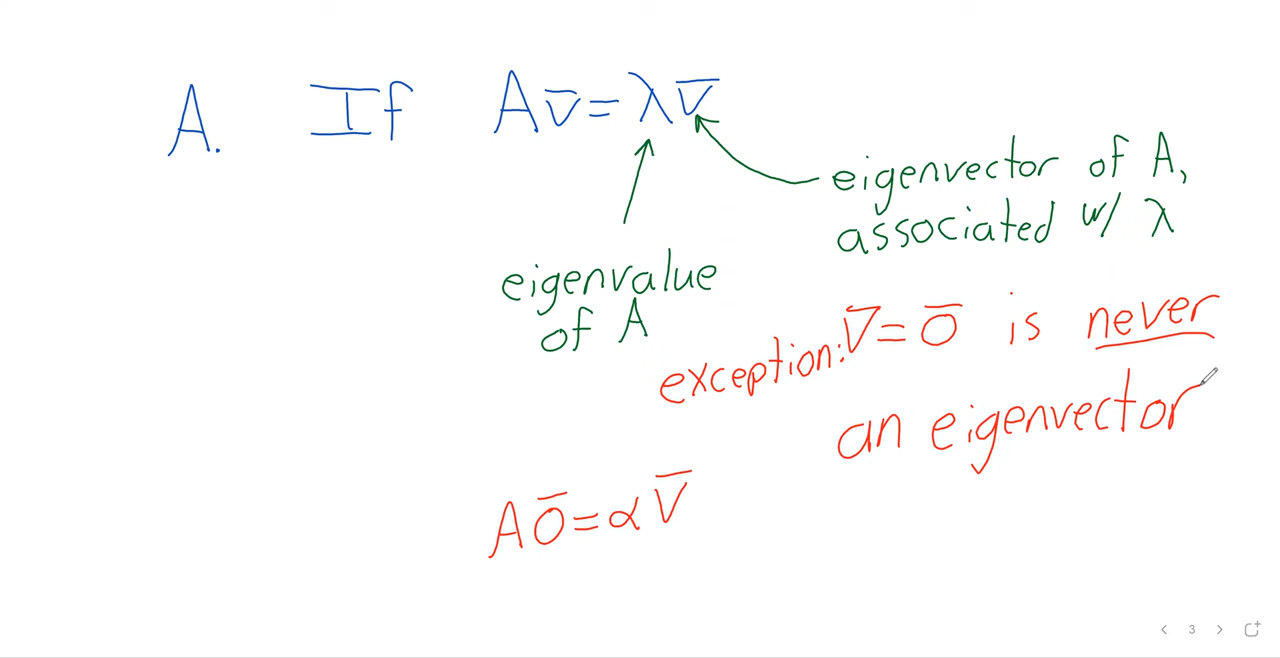 A. If Av̅ = λv̅
eigenvector of A,
associated w/ λ
eigenvalue
of A
exception: v̅ = 0̅ is never
an eigenvector
A0̅ = αv̅
3